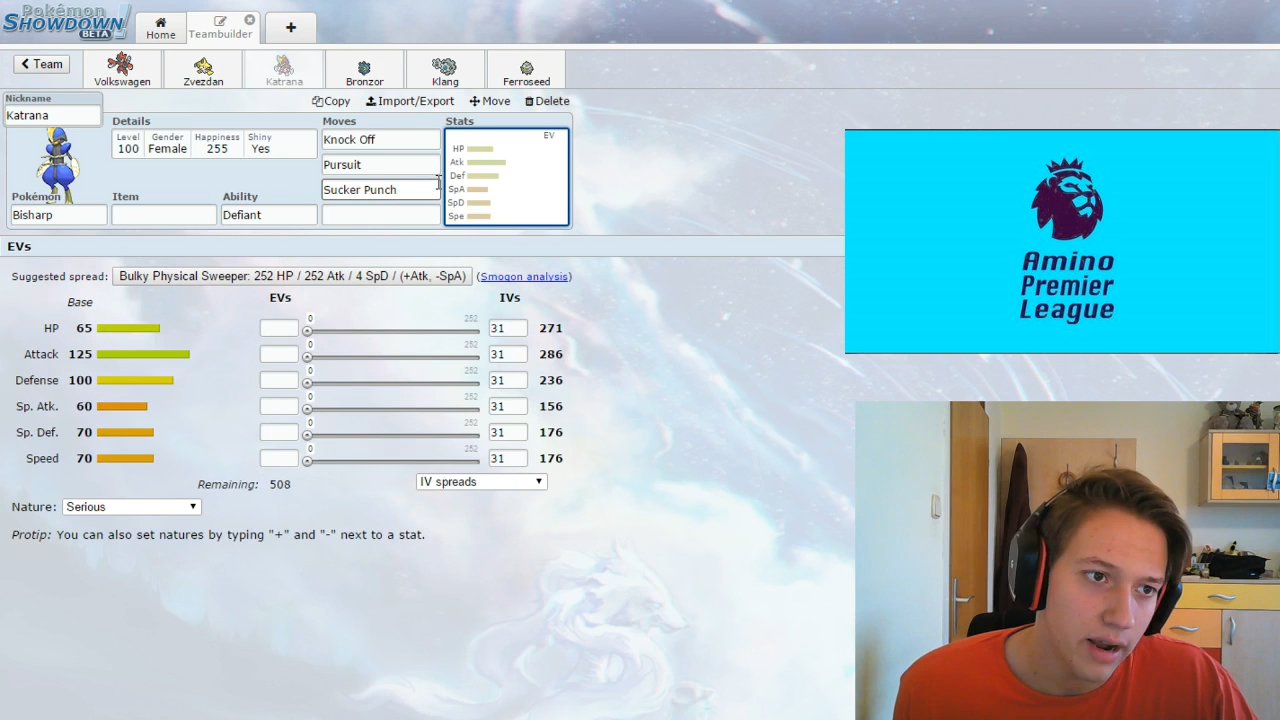 Pokémon
SHOWDOWN!
BETA
Home
Teambuilder
+
Team
Volkswagen
Zvezdan
Katrana
Bronzor
Klang
Ferroseed
Nickname
Copy
Import/Export
Move
Delete
Katrana
Details
Moves
Stats
Level
Gender
Happiness
Shiny
100
Female
255
Yes
Knock Off
Pursuit
Sucker Punch
EV
HP
Atk
Def
SpA
SpD
Spe
Pokémon
Item
Ability
Bisharp
Defiant
EVs
Suggested spread: Bulky Physical Sweeper: 252 HP / 252 Atk / 4 SpD / (+Atk, -SpA) (Smogon analysis)
Base
EVs
IVs
HP 65 0 252 31 271
Attack 125 0 252 31 286
Defense 100 0 252 31 236
Sp. Atk. 60 0 252 31 156
Sp. Def. 70 0 252 31 176
Speed 70 0 252 31 176
Remaining: 508
IV spreads
Nature: Serious
Protip: You can also set natures by typing "+" and "-" next to a stat.
Amino
Premier
League